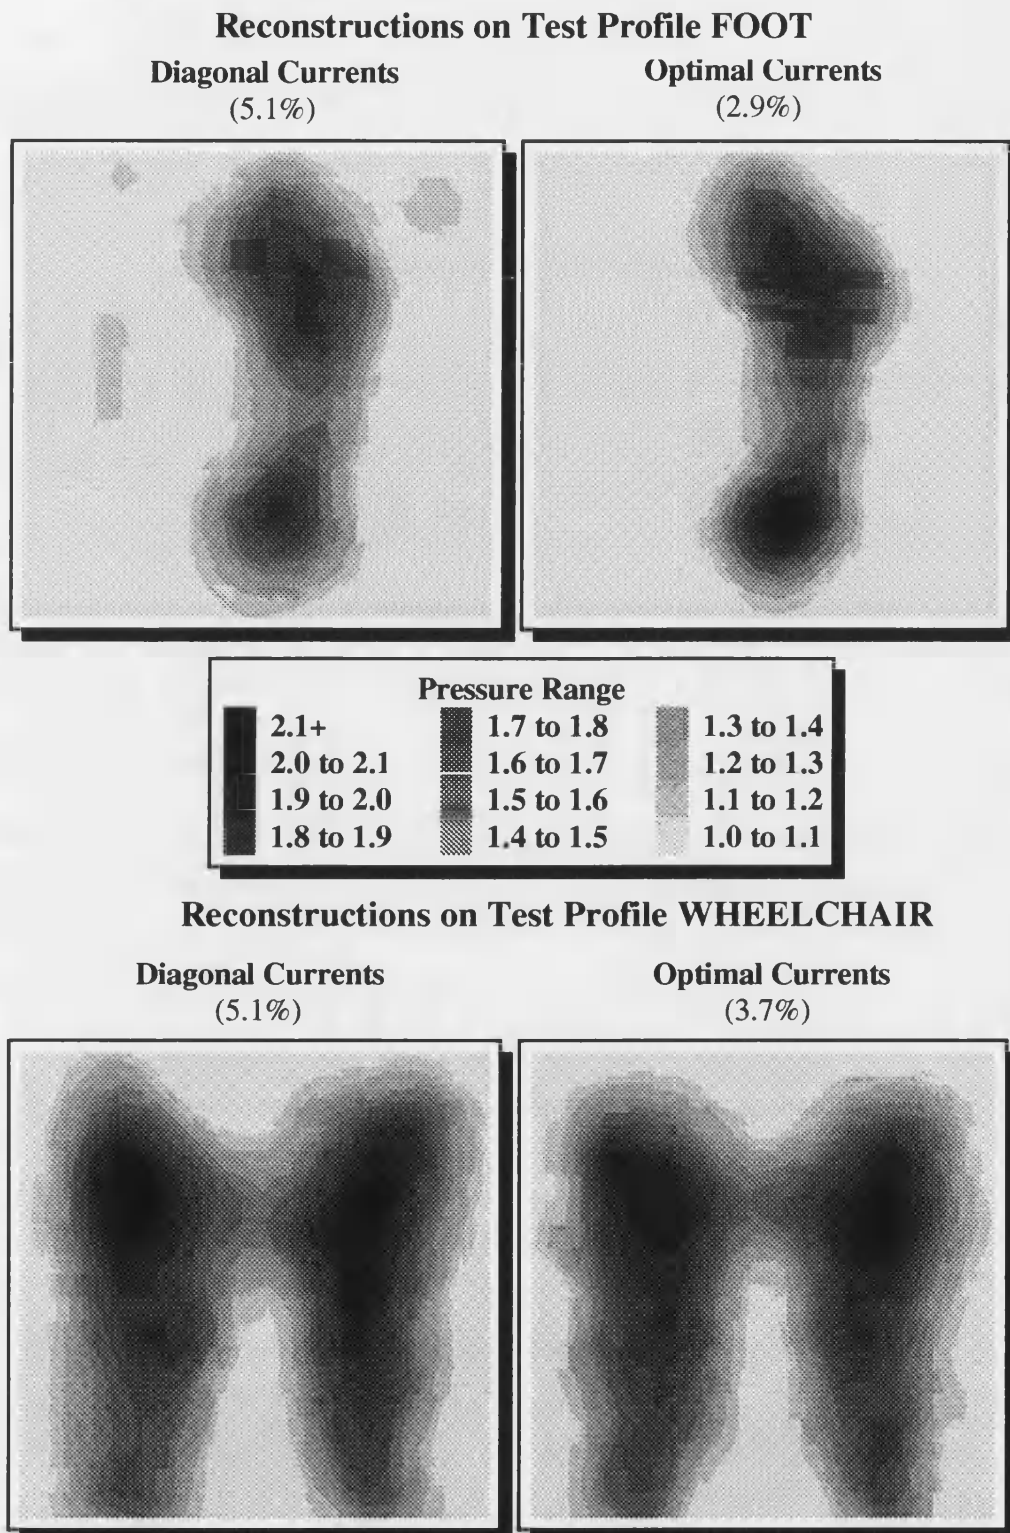 Reconstructions on Test Profile FOOT
Diagonal Currents
(5.1%)
Optimal Currents
(2.9%)
Pressure Range
2.1+
2.0 to 2.1
1.9 to 2.0
1.8 to 1.9
1.7 to 1.8
1.6 to 1.7
1.5 to 1.6
1.4 to 1.5
1.3 to 1.4
1.2 to 1.3
1.1 to 1.2
1.0 to 1.1
Reconstructions on Test Profile WHEELCHAIR
Diagonal Currents
(5.1%)
Optimal Currents
(3.7%)